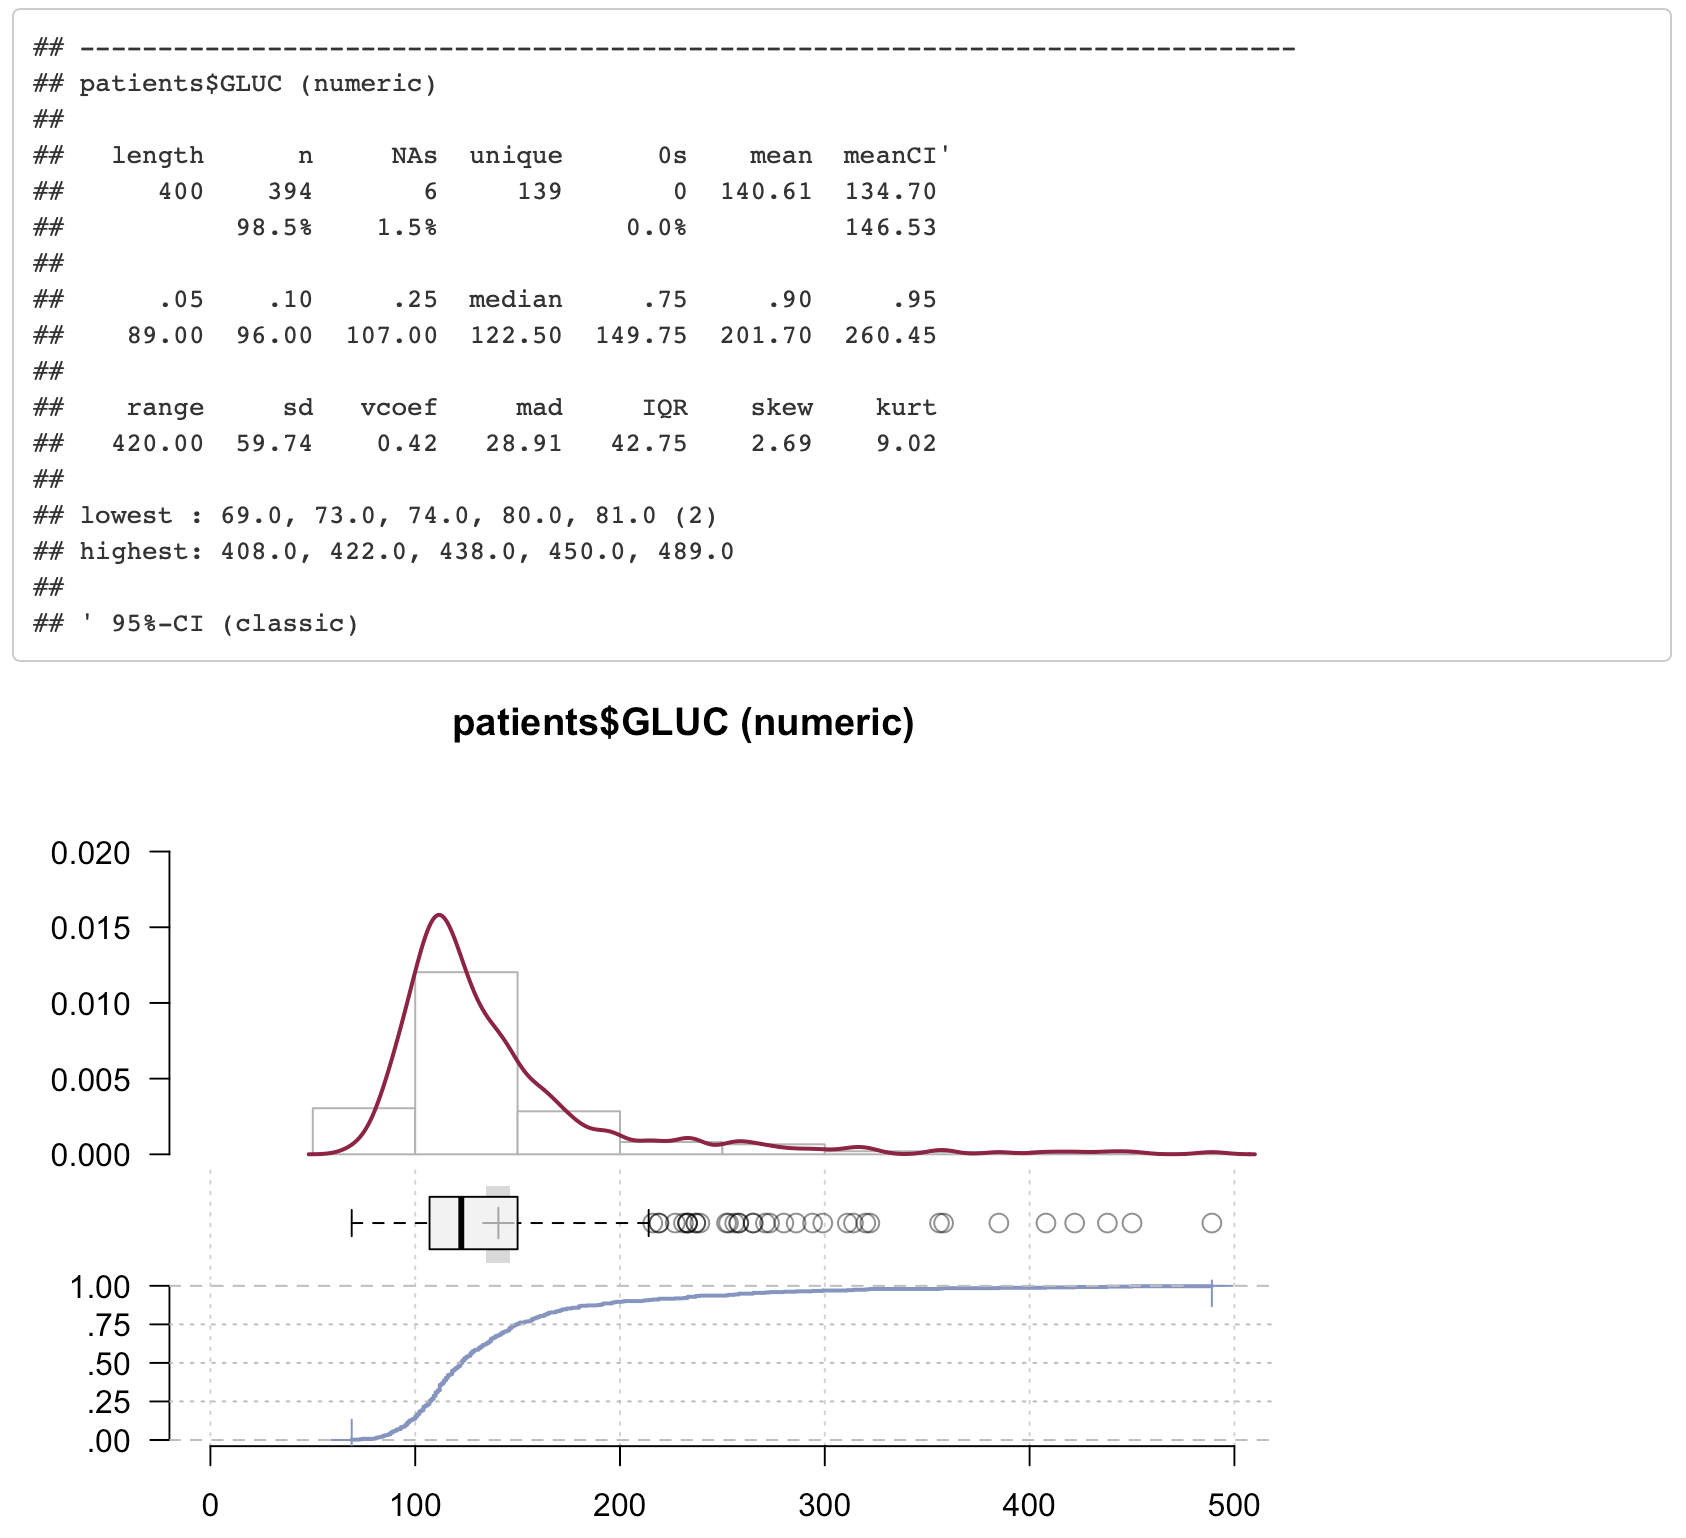 ## ------------------------------------------------------------------------------
## patients$GLUC (numeric)
##
##   length       n     NAs  unique      0s    mean  meanCI'
##      400     394       6     139       0  140.61  134.70
##            98.5%    1.5%            0.0%          146.53
##
##      .05     .10     .25  median     .75     .90     .95
##    89.00   96.00  107.00  122.50  149.75  201.70  260.45
##
##    range      sd   vcoef     mad     IQR    skew    kurt
##   420.00   59.74    0.42   28.91   42.75    2.69    9.02
##
## lowest : 69.0, 73.0, 74.0, 80.0, 81.0 (2)
## highest: 408.0, 422.0, 438.0, 450.0, 489.0
##
## ' 95%-CI (classic)
patients$GLUC (numeric)
0.020
0.015
0.010
0.005
0.000
1.00
.75
.50
.25
.00
0 100 200 300 400 500